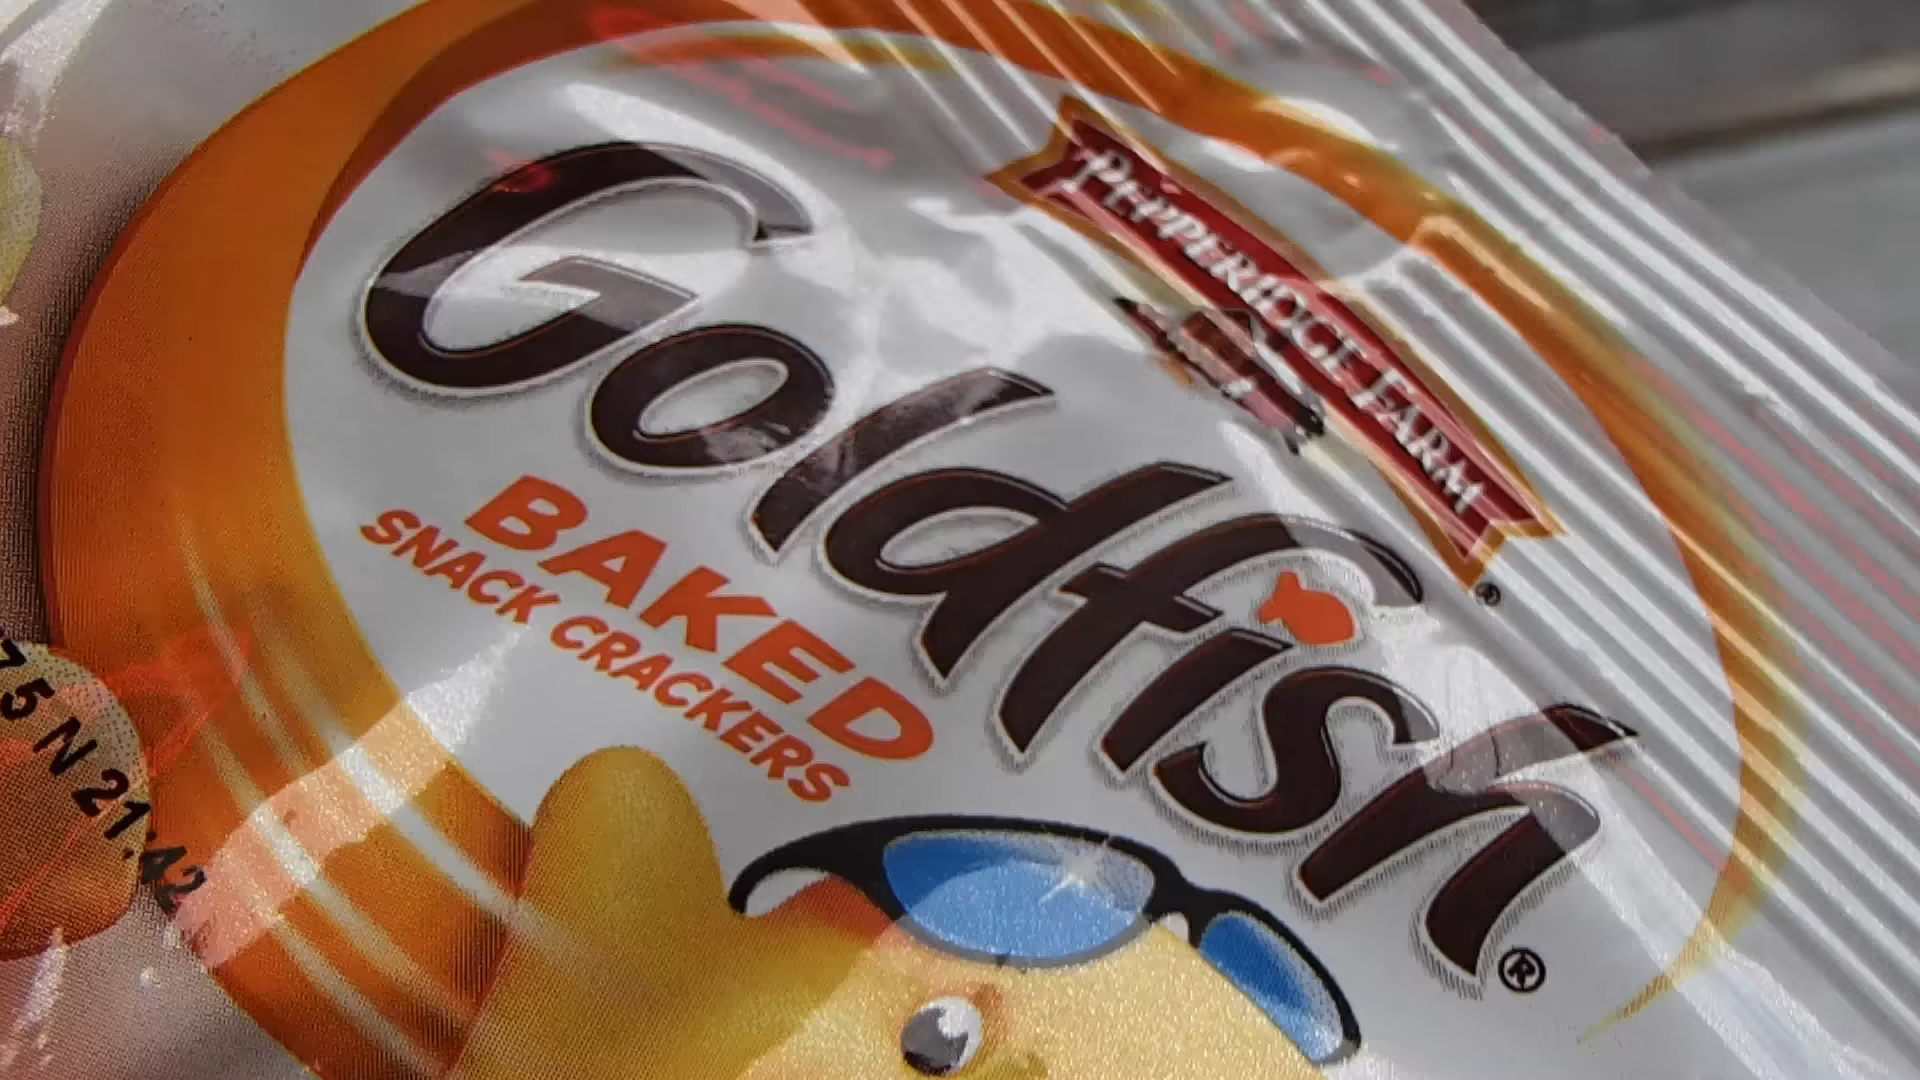 PEPPERIDGE FARM
®
Goldfish®
BAKED
SNACK CRACKERS
75 N 21:42